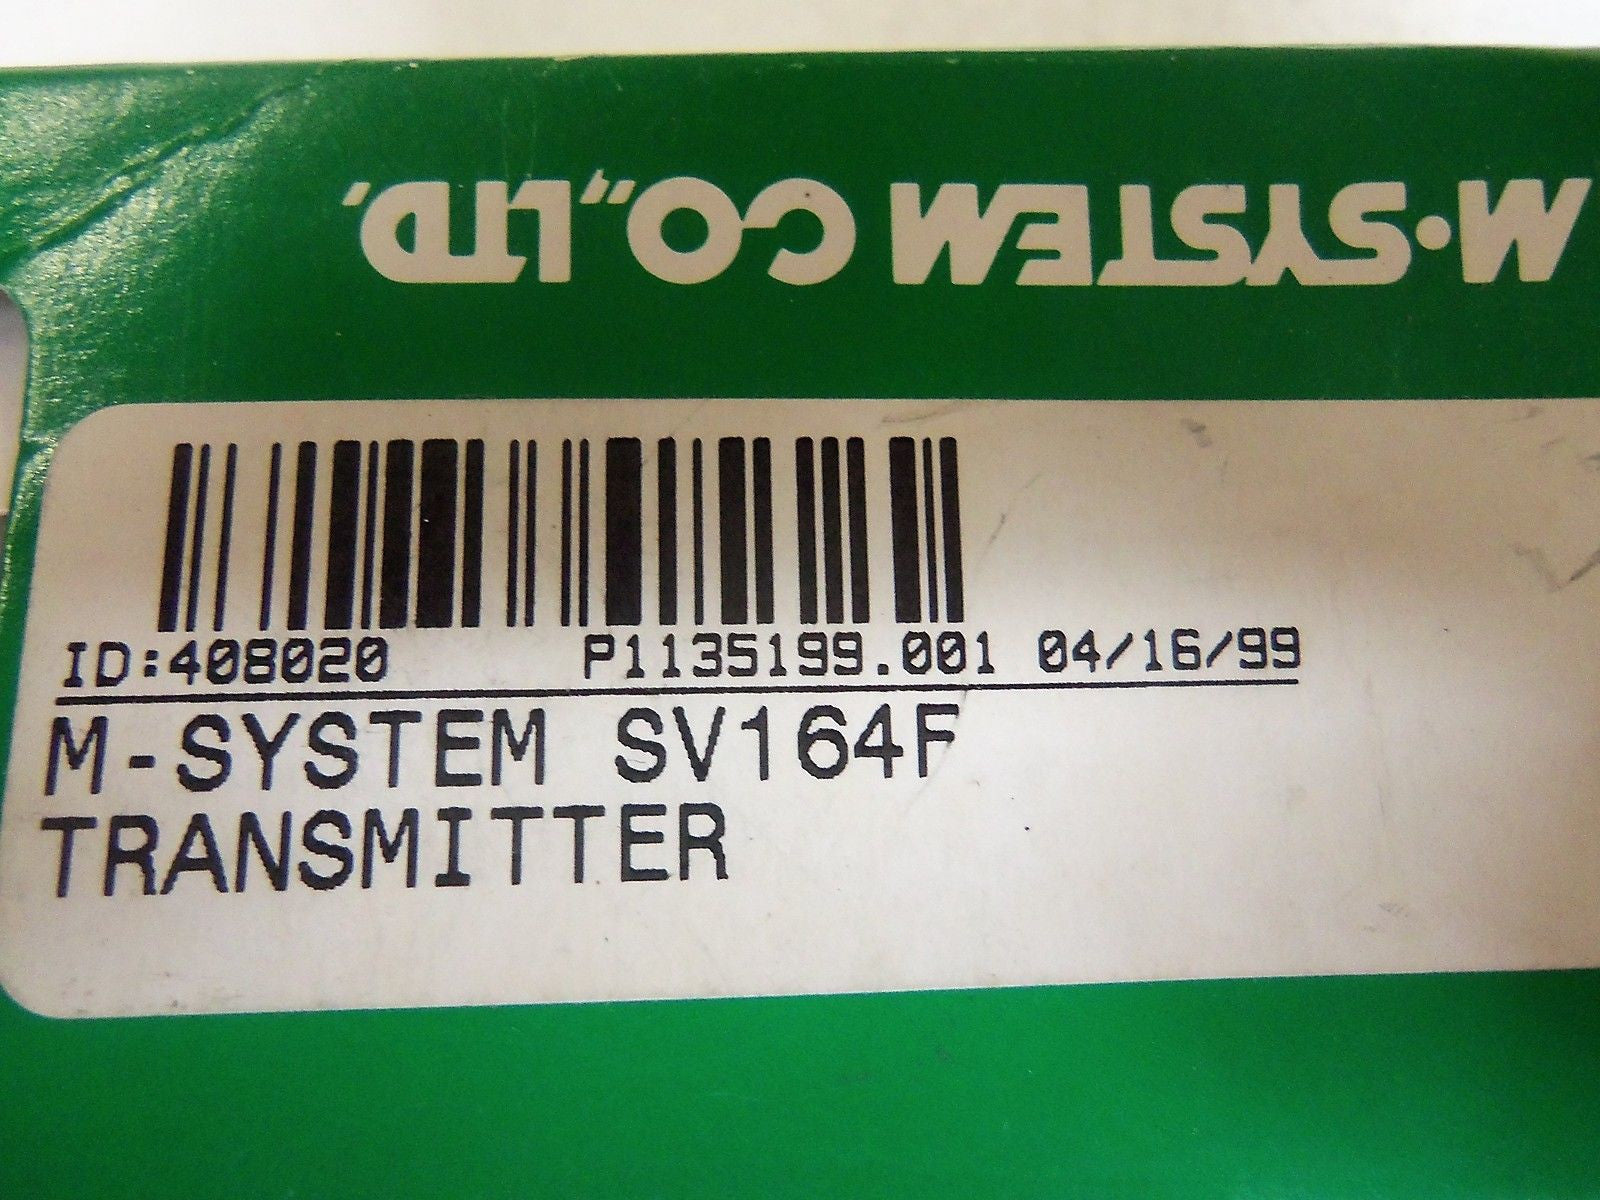 M·SYSTEM CO.,LTD.
ID:408020 P1135199.001 04/16/99
M-SYSTEM SV164F
TRANSMITTER